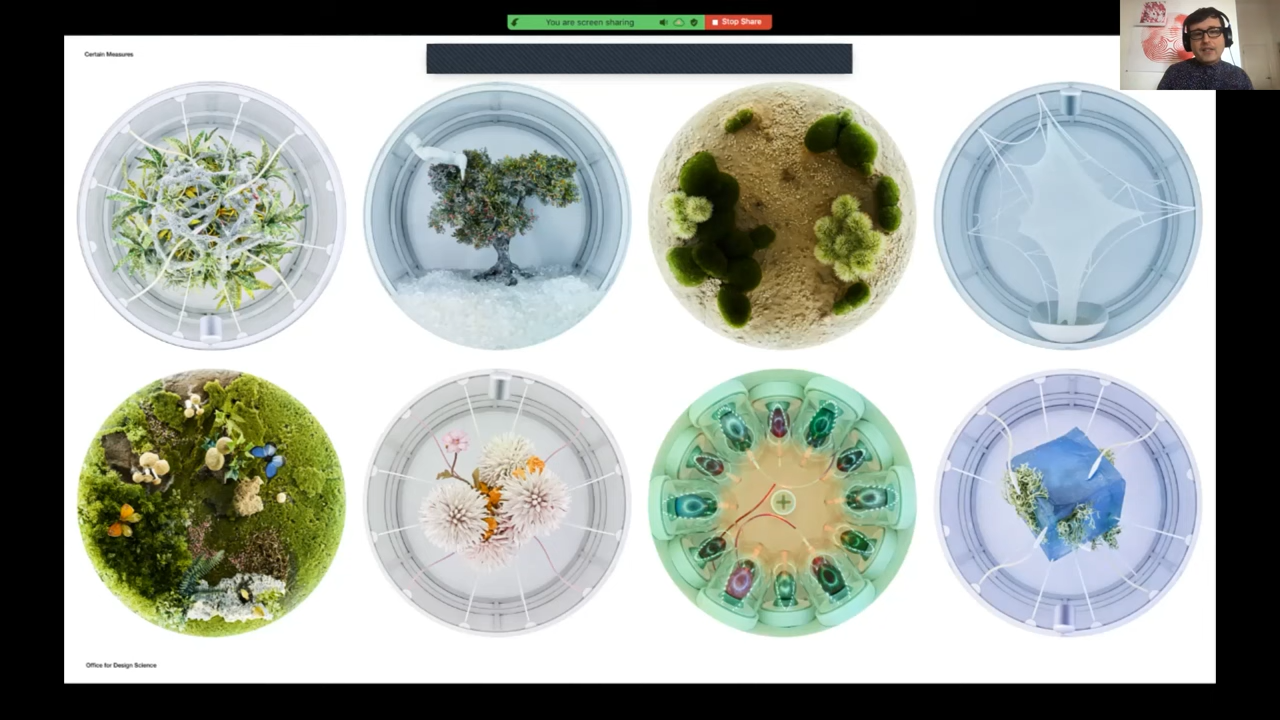 You are screen sharing
Stop Share
Certain Measures
Office for Design Science